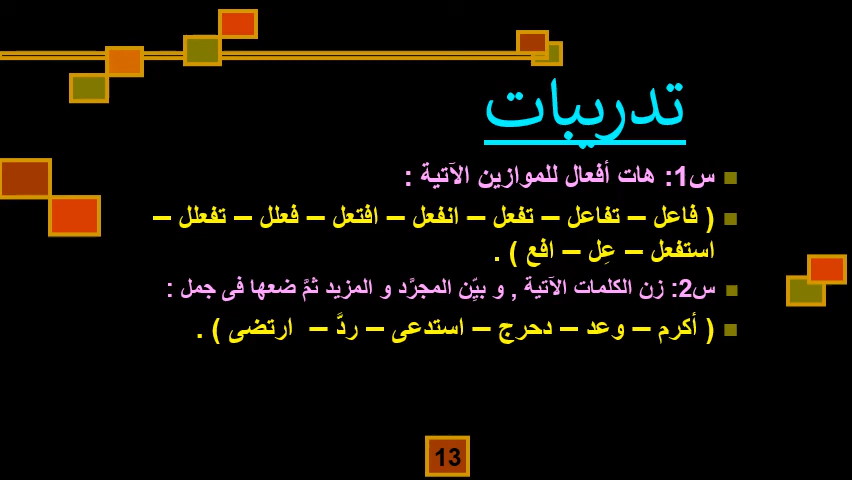 تدريبات
س1: هات أفعال للموازين الآتية :
( فاعل – تفاعل – تفعل – انفعل – افتعل – فعلل – تفعلل –
استفعل – عِل – افع ) .
س2: زن الكلمات الآتية , و بيِّن المجرَّد و المزيد ثمَّ ضعها فى جمل :
( أكرم – وعد – دحرج – استدعى – ردَّ – ارتضى ) .
13